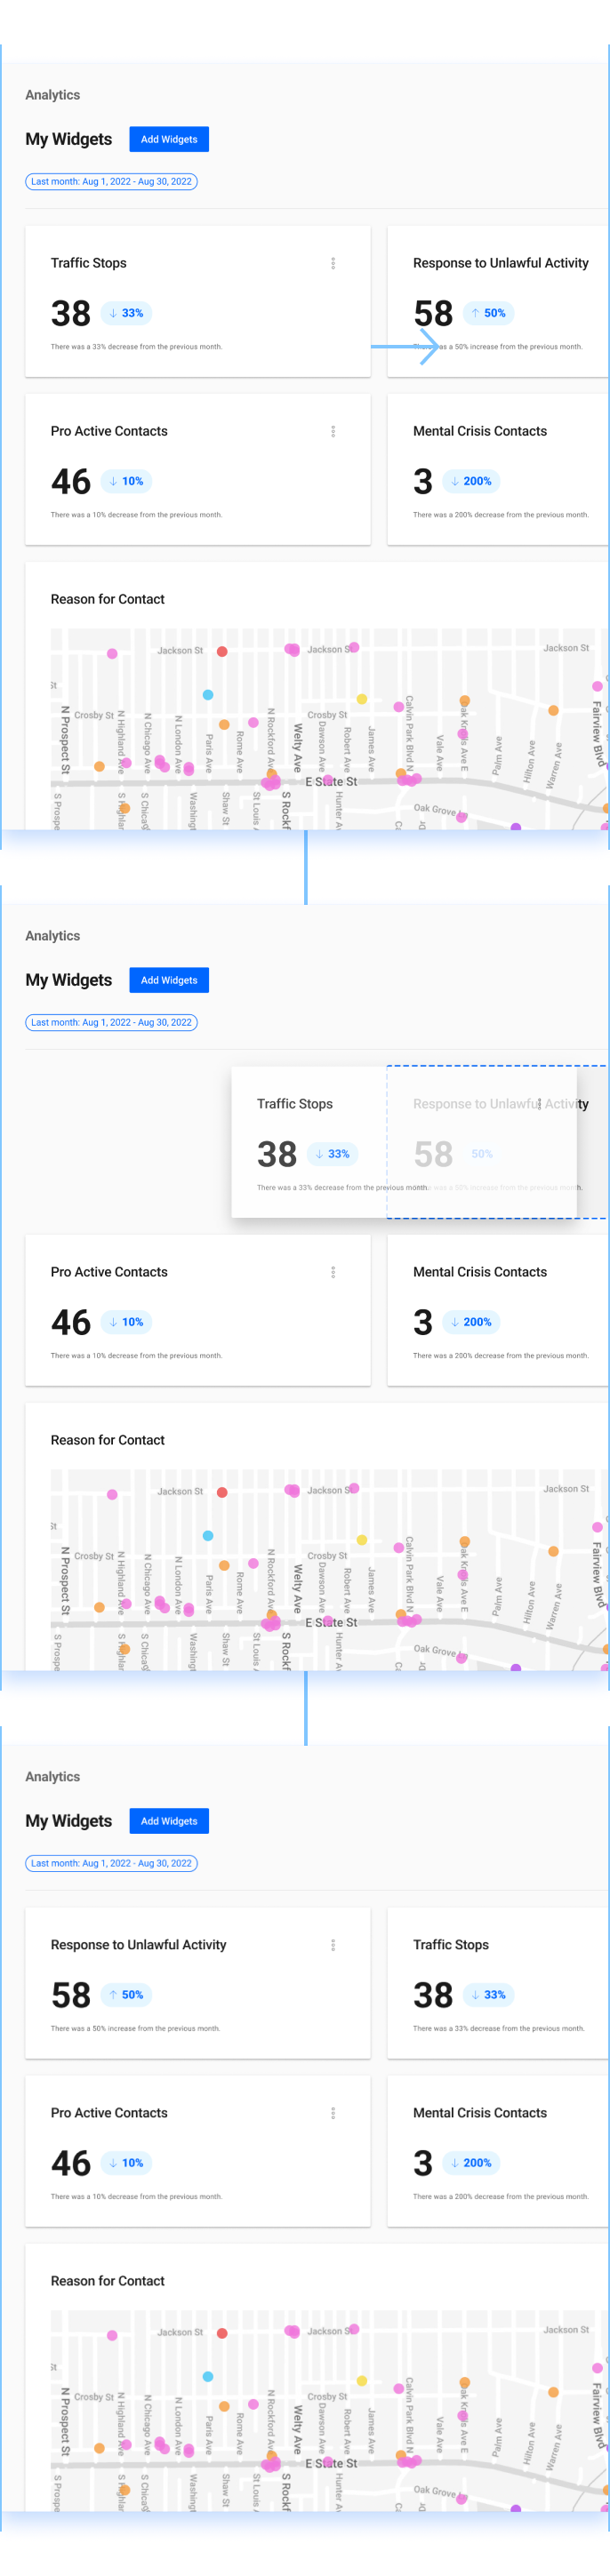 Analytics
My Widgets
Add Widgets
Last month: Aug 1, 2022 - Aug 30, 2022
Traffic Stops
38
↓ 33%
There was a 33% decrease from the previous month.
Response to Unlawful Activity
58
↑ 50%
was a 50% increase from the previous month.
Pro Active Contacts
46
↓ 10%
There was a 10% decrease from the previous month.
Mental Crisis Contacts
3
↓ 200%
There was a 200% decrease from the previous month.
Reason for Contact
Jackson St
Jackson St
Jackson St
St
N Prospect St
Crosby St
N Highland Ave
N Chicago Ave
N London Ave
Paris Ave
Rome Ave
N Rockford Ave
Welty Ave
Crosby St
Dawson Ave
Robert Ave
James Ave
Calvin Park Blvd N
Vale Ave
Oak Knolls Ave E
Palm Ave
Hilton Ave
Warren Ave
Fairview Blvd
E State St
S Prospe
S Highlan
S Chicag
Washingt
Shaw St
St Louis
S Rockf
Hunter A
Oak Grove
Analytics
My Widgets
Add Widgets
Last month: Aug 1, 2022 - Aug 30, 2022
Traffic Stops
38
↓ 33%
There was a 33% decrease from the previous month.
Response to Unlawful Activity
58
50%
was a 50% increase from the previous month.
Pro Active Contacts
46
↓ 10%
There was a 10% decrease from the previous month.
Mental Crisis Contacts
3
↓ 200%
There was a 200% decrease from the previous month.
Reason for Contact
Jackson St
Jackson St
Jackson St
St
N Prospect St
Crosby St
N Highland Ave
N Chicago Ave
N London Ave
Paris Ave
Rome Ave
N Rockford Ave
Welty Ave
Crosby St
Dawson Ave
Robert Ave
James Ave
Calvin Park Blvd N
Vale Ave
Oak Knolls Ave E
Palm Ave
Hilton Ave
Warren Ave
Fairview Blvd
E State St
S Prospe
S Highlan
S Chicag
Washingt
Shaw St
St Louis
S Rockf
Hunter A
Oak Grove
Analytics
My Widgets
Add Widgets
Last month: Aug 1, 2022 - Aug 30, 2022
Response to Unlawful Activity
58
↑ 50%
There was a 50% increase from the previous month.
Traffic Stops
38
↓ 33%
There was a 33% decrease from the previous month.
Pro Active Contacts
46
↓ 10%
There was a 10% decrease from the previous month.
Mental Crisis Contacts
3
↓ 200%
There was a 200% decrease from the previous month.
Reason for Contact
Jackson St
Jackson St
Jackson St
St
N Prospect St
Crosby St
N Highland Ave
N Chicago Ave
N London Ave
Paris Ave
Rome Ave
N Rockford Ave
Welty Ave
Crosby St
Dawson Ave
Robert Ave
James Ave
Calvin Park Blvd N
Vale Ave
Oak Knolls Ave E
Palm Ave
Hilton Ave
Warren Ave
Fairview Blvd
E State St
S Prospe
S Highlar
S Chicag
Washingt
Shaw St
St Louis
S Rockf
Hunter A
Oak Grove